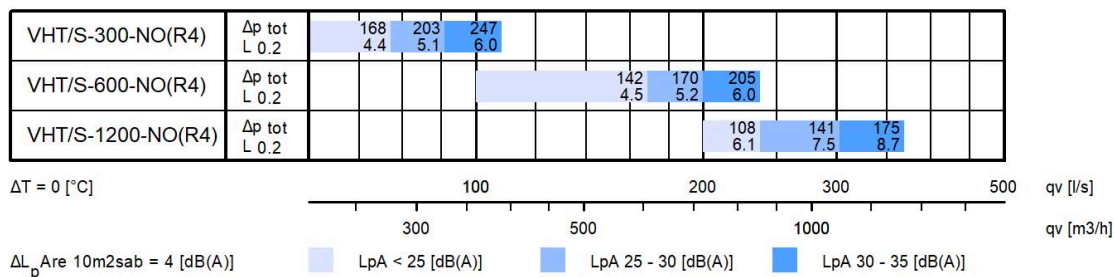 VHT/S-300-NO(R4) Δp tot 168 203 247
L 0.2 4.4 5.1 6.0
VHT/S-600-NO(R4) Δp tot 142 170 205
L 0.2 4.5 5.2 6.0
VHT/S-1200-NO(R4) Δp tot 108 141 175
L 0.2 6.1 7.5 8.7
ΔT = 0 [°C] 100 200 300 500 qv [l/s]
300 500 1000 qv [m3/h]
ΔLpAre 10m2sab = 4 [dB(A)] LpA < 25 [dB(A)] LpA 25 - 30 [dB(A)] LpA 30 - 35 [dB(A)]